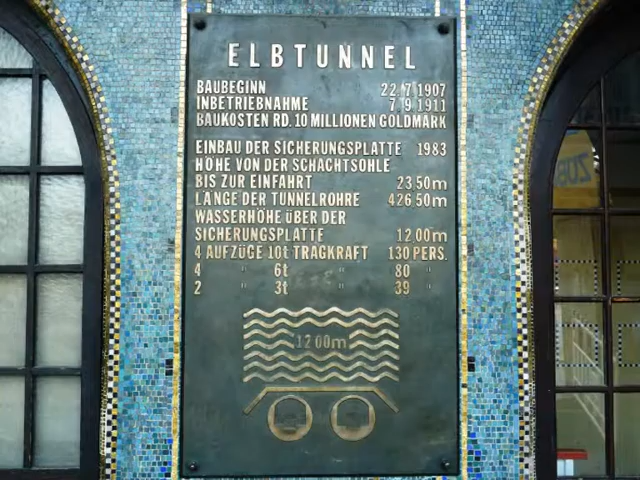 ELBTUNNEL
BAUBEGINN 22.7.1907
INBETRIEBNAHME 7.9.1911
BAUKOSTEN RD. 10 MILLIONEN GOLDMARK
EINBAU DER SICHERUNGSPLATTE 1983
HÖHE VON DER SCHACHTSOHLE
BIS ZUR EINFAHRT 23,50m
LÄNGE DER TUNNELROHRE 426,50m
WASSERHÖHE ÜBER DER
SICHERUNGSPLATTE 12,00m
4 AUFZÜGE 10t TRAGKRAFT 130 PERS.
4 " 6t " 80 "
2 " 3t " 39 "
12,00m